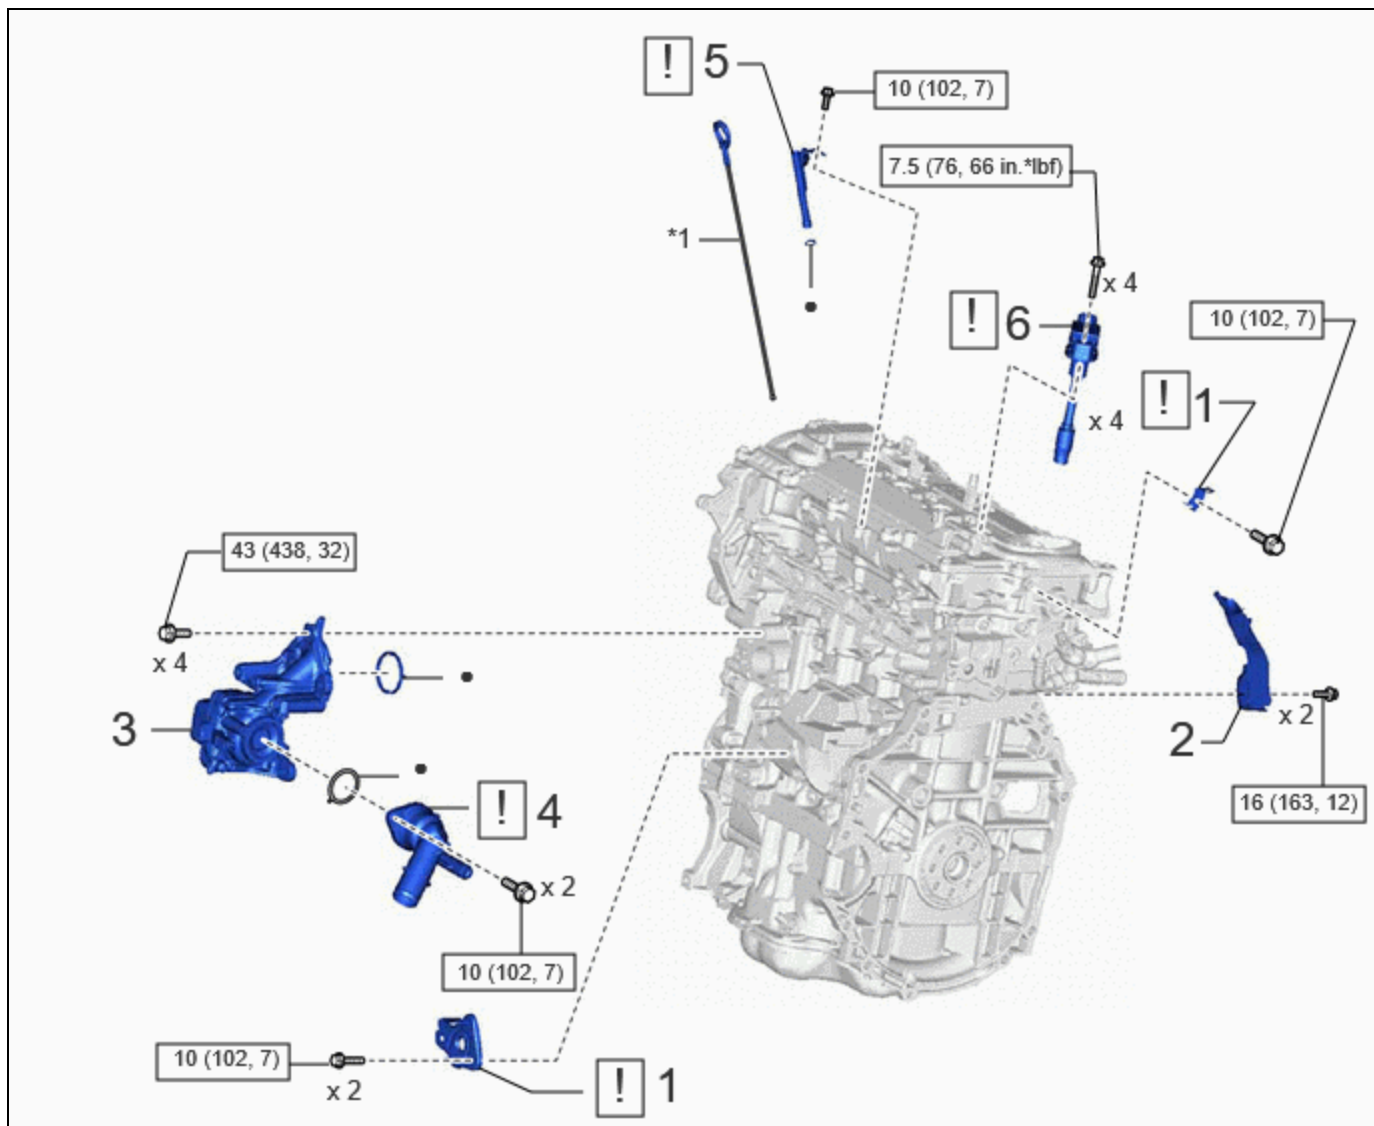 ! 5
10 (102, 7)
7.5 (76, 66 in.*lbf)
*1
x 4
! 6
10 (102, 7)
! 1
x 4
43 (438, 32)
x 4
3
x 2
2
16 (163, 12)
! 4
x 2
10 (102, 7)
10 (102, 7)
x 2
! 1